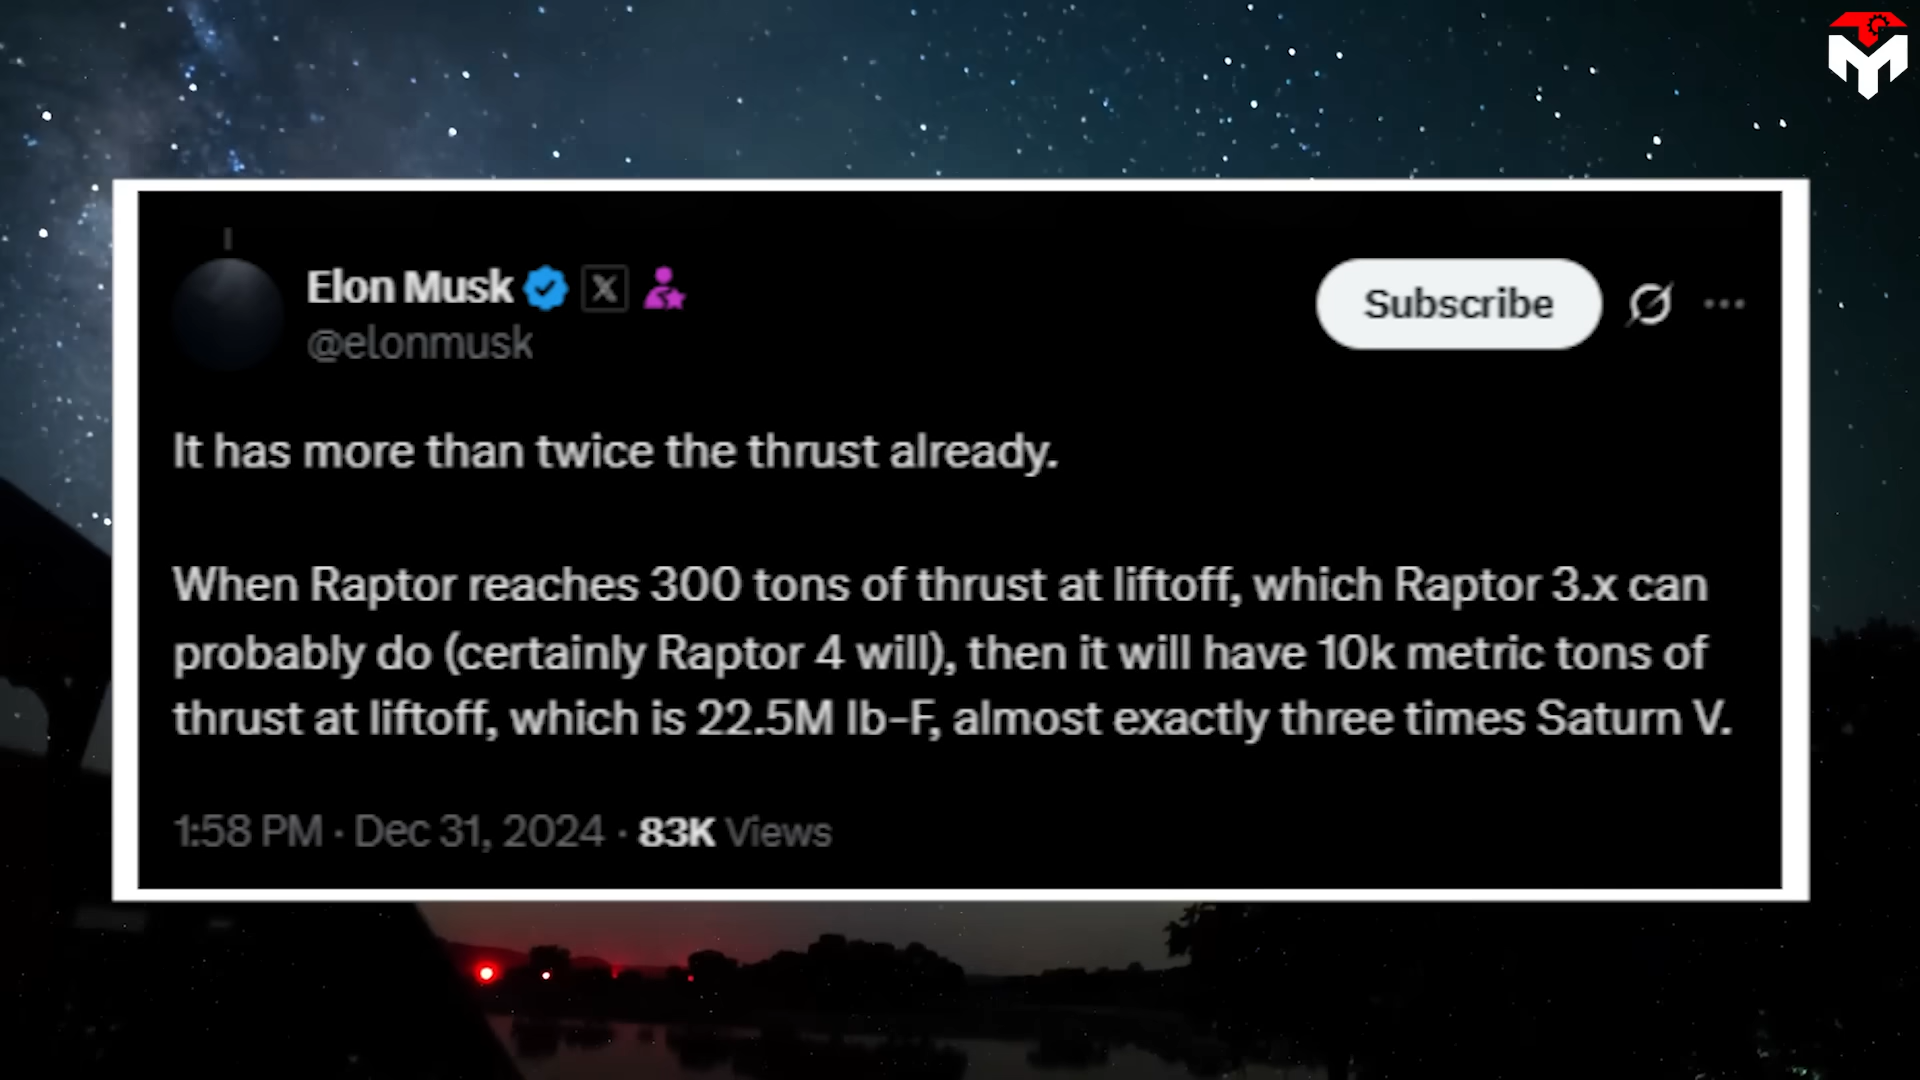 Elon Musk
@elonmusk
Subscribe
It has more than twice the thrust already.
When Raptor reaches 300 tons of thrust at liftoff, which Raptor 3.x can
probably do (certainly Raptor 4 will), then it will have 10k metric tons of
thrust at liftoff, which is 22.5M lb-F, almost exactly three times Saturn V.
1:58 PM · Dec 31, 2024 · 83K Views